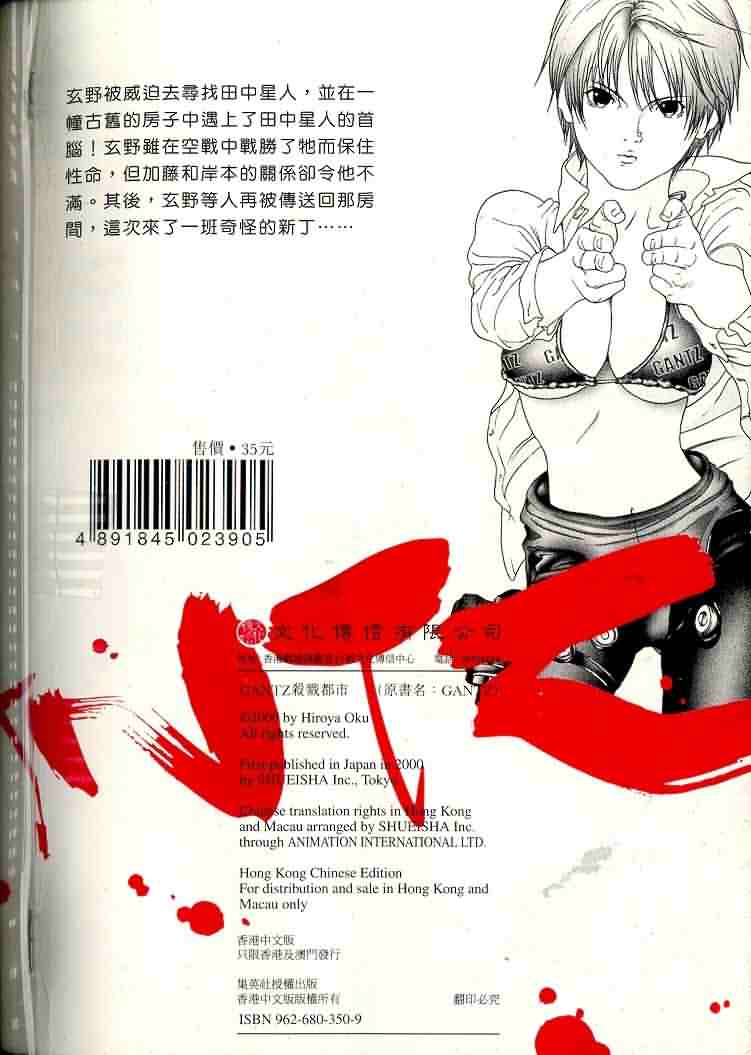 玄野被威迫去尋找田中星人，並在一
幢古舊的房子中遇上了田中星人的首
腦！玄野雖在空戰中戰勝了牠而保住
性命，但加藤和岸本的關係卻令他不
滿。其後，玄野等人再被傳送回那房
間，這次來了一班奇怪的新丁……
TZ GA
TZ
TZ
GANTZ
GA
售價・35元
4 891845 023905
文化傳信有限公司
GANTZ殺戮都市 （原書名：GANTZ）
©2000 by Hiroya Oku
All rights reserved.
First published in Japan in 2000
by SHUEISHA Inc., Tokyo
Chinese translation rights in Hong Kong
and Macau arranged by SHUEISHA Inc.
through ANIMATION INTERNATIONAL LTD.
Hong Kong Chinese Edition
For distribution and sale in Hong Kong and
Macau only
香港中文版
只限香港及澳門發行
集英社授權出版
香港中文版版權所有 翻印必究
ISBN 962-680-350-9